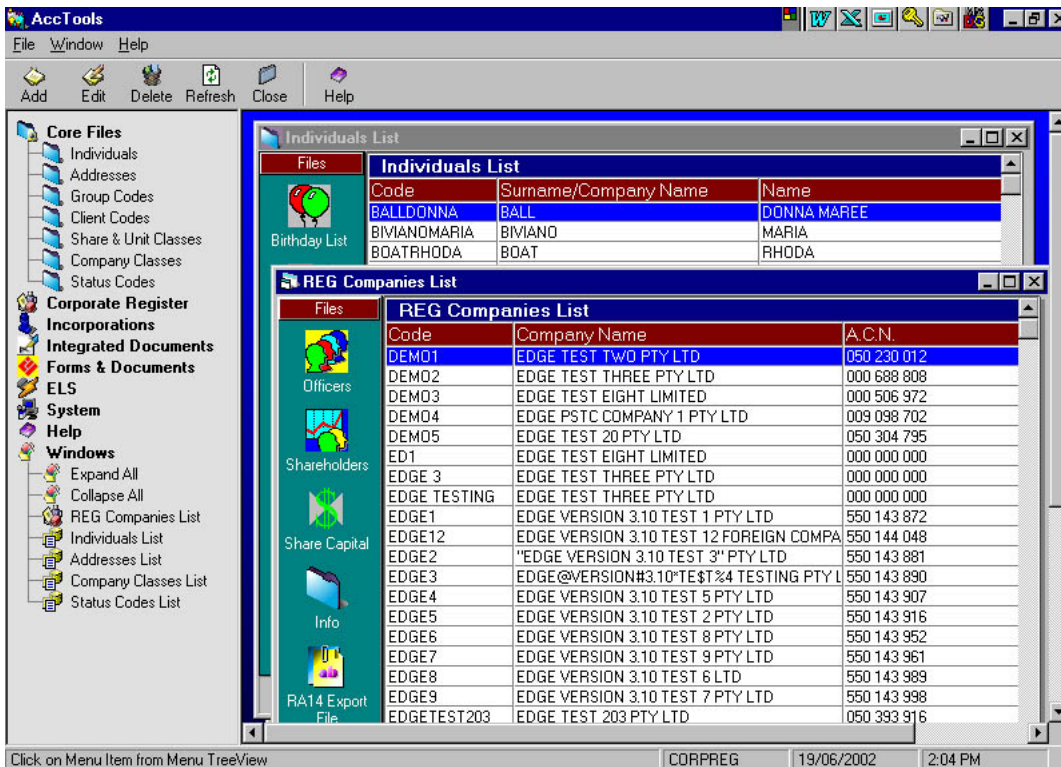 AccTools
File Window Help
Add Edit Delete Refresh Close Help
Core Files
Individuals
Addresses
Group Codes
Client Codes
Share & Unit Classes
Company Classes
Status Codes
Corporate Register
Incorporations
Integrated Documents
Forms & Documents
ELS
System
Help
Windows
Expand All
Collapse All
REG Companies List
Individuals List
Addresses List
Company Classes List
Status Codes List
Individuals List
Files
Birthday List
Individuals List
Code Surname/Company Name Name
BALLDONNA BALL DONNA MAREE
BIVIANOMARIA BIVIANO MARIA
BOATRHODA BOAT RHODA
REG Companies List
Files
Officers
Shareholders
Share Capital
Info
RA14 Export
File
REG Companies List
Code Company Name A.C.N.
DEMO1 EDGE TEST TWO PTY LTD 050 230 012
DEMO2 EDGE TEST THREE PTY LTD 000 688 808
DEMO3 EDGE TEST EIGHT LIMITED 000 506 972
DEMO4 EDGE PSTC COMPANY 1 PTY LTD 009 098 702
DEMO5 EDGE TEST 20 PTY LTD 050 304 795
ED1 EDGE TEST EIGHT LIMITED 000 000 000
EDGE 3 EDGE TEST THREE PTY LTD 000 000 000
EDGE TESTING EDGE TEST THREE PTY LTD 000 000 000
EDGE1 EDGE VERSION 3.10 TEST 1 PTY LTD 550 143 872
EDGE12 EDGE VERSION 3.10 TEST 12 FOREIGN COMPA 550 144 048
EDGE2 "EDGE VERSION 3.10 TEST 3" PTY LTD 550 143 881
EDGE3 EDGE@VERSION#3.10*TE$T%4 TESTING PTY L 550 143 890
EDGE4 EDGE VERSION 3.10 TEST 5 PTY LTD 550 143 907
EDGE5 EDGE VERSION 3.10 TEST 2 PTY LTD 550 143 916
EDGE6 EDGE VERSION 3.10 TEST 8 PTY LTD 550 143 952
EDGE7 EDGE VERSION 3.10 TEST 9 PTY LTD 550 143 961
EDGE8 EDGE VERSION 3.10 TEST 6 LTD 550 143 989
EDGE9 EDGE VERSION 3.10 TEST 7 PTY LTD 550 143 998
EDGETEST203 EDGE TEST 203 PTY LTD 050 393 916
Click on Menu Item from Menu TreeView CORPREG 19/06/2002 2:04 PM